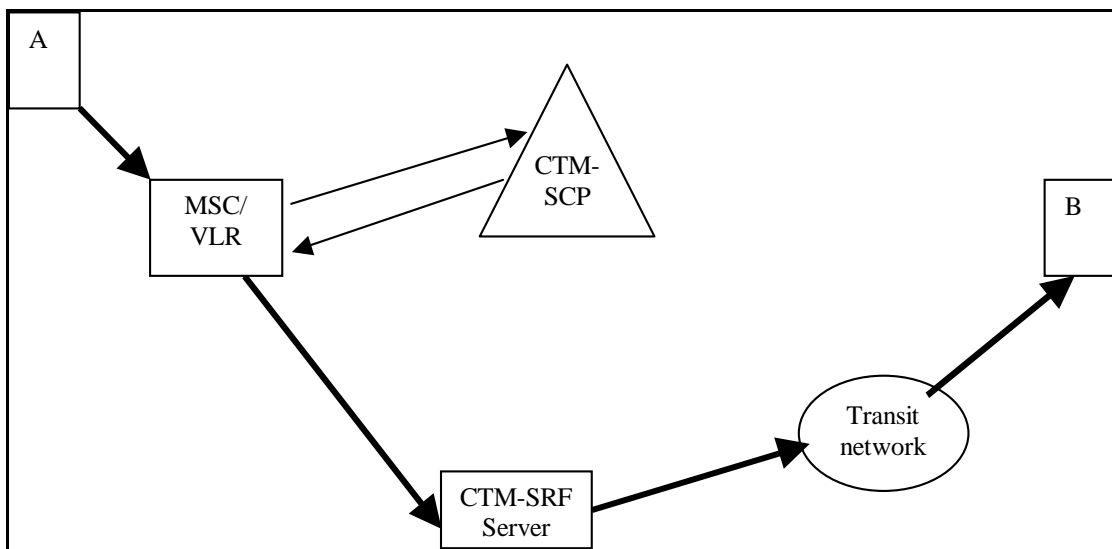 A
CTM-
SCP
MSC/
VLR
B
Transit
network
CTM-SRF
Server